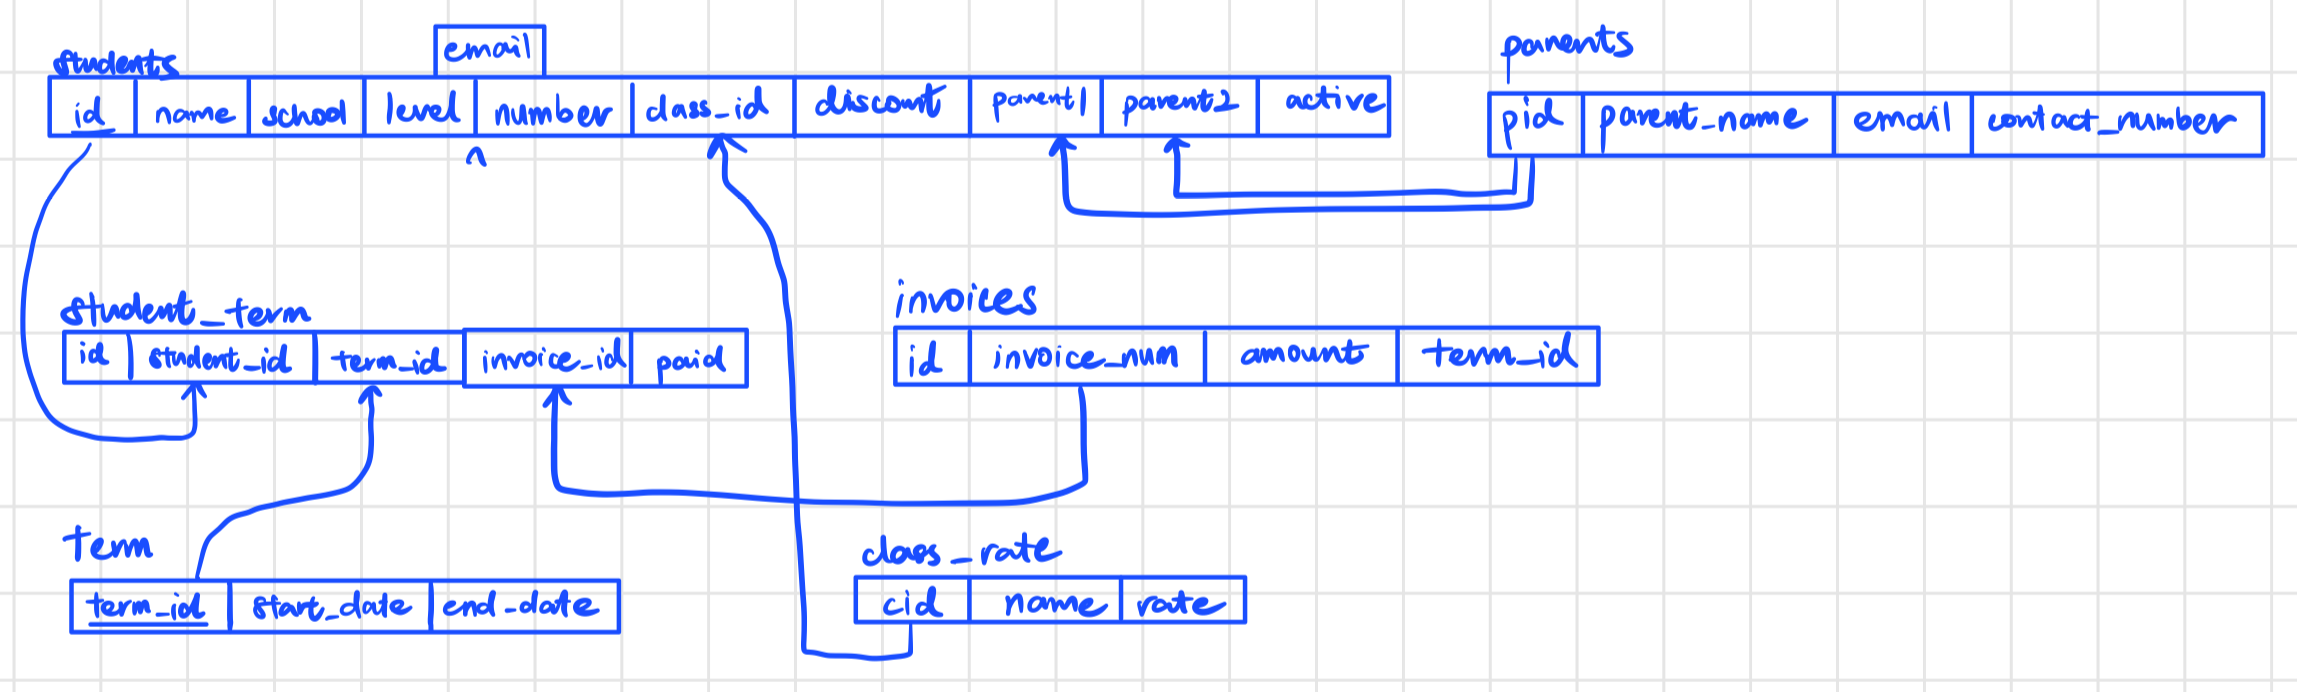 email
students
id name school level number class_id discount parent1 parent2 active
parents
pid parent_name email contact_number
student_term
id student_id term_id invoice_id paid
invoices
id invoice_num amount term_id
term
term_id start_date end_date
class_rate
cid name rate